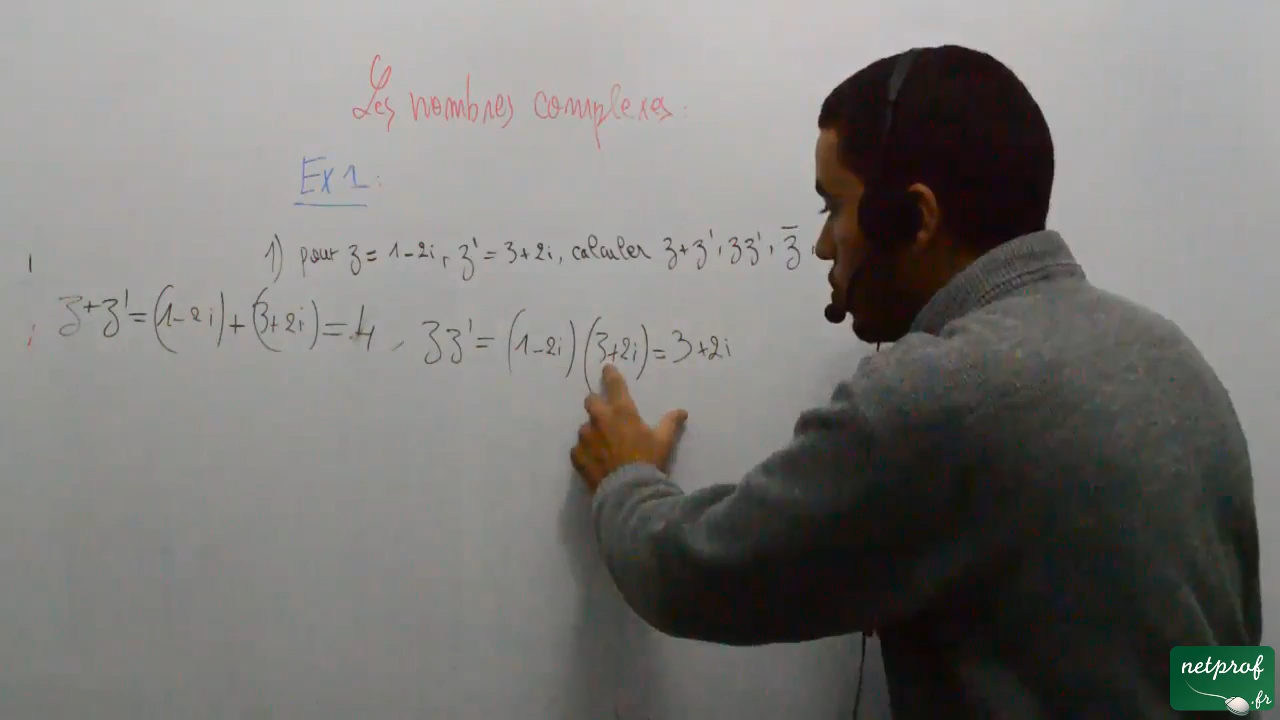 Les nombres complexes.
Ex 1:
1) pour z = 1-2i, z' = 3+2i, calculer z+z', zz', z̅,
z+z' = (1-2i)+(3+2i) = 4, zz' = (1-2i)(3+2i) = 3+2i
netprof
.fr